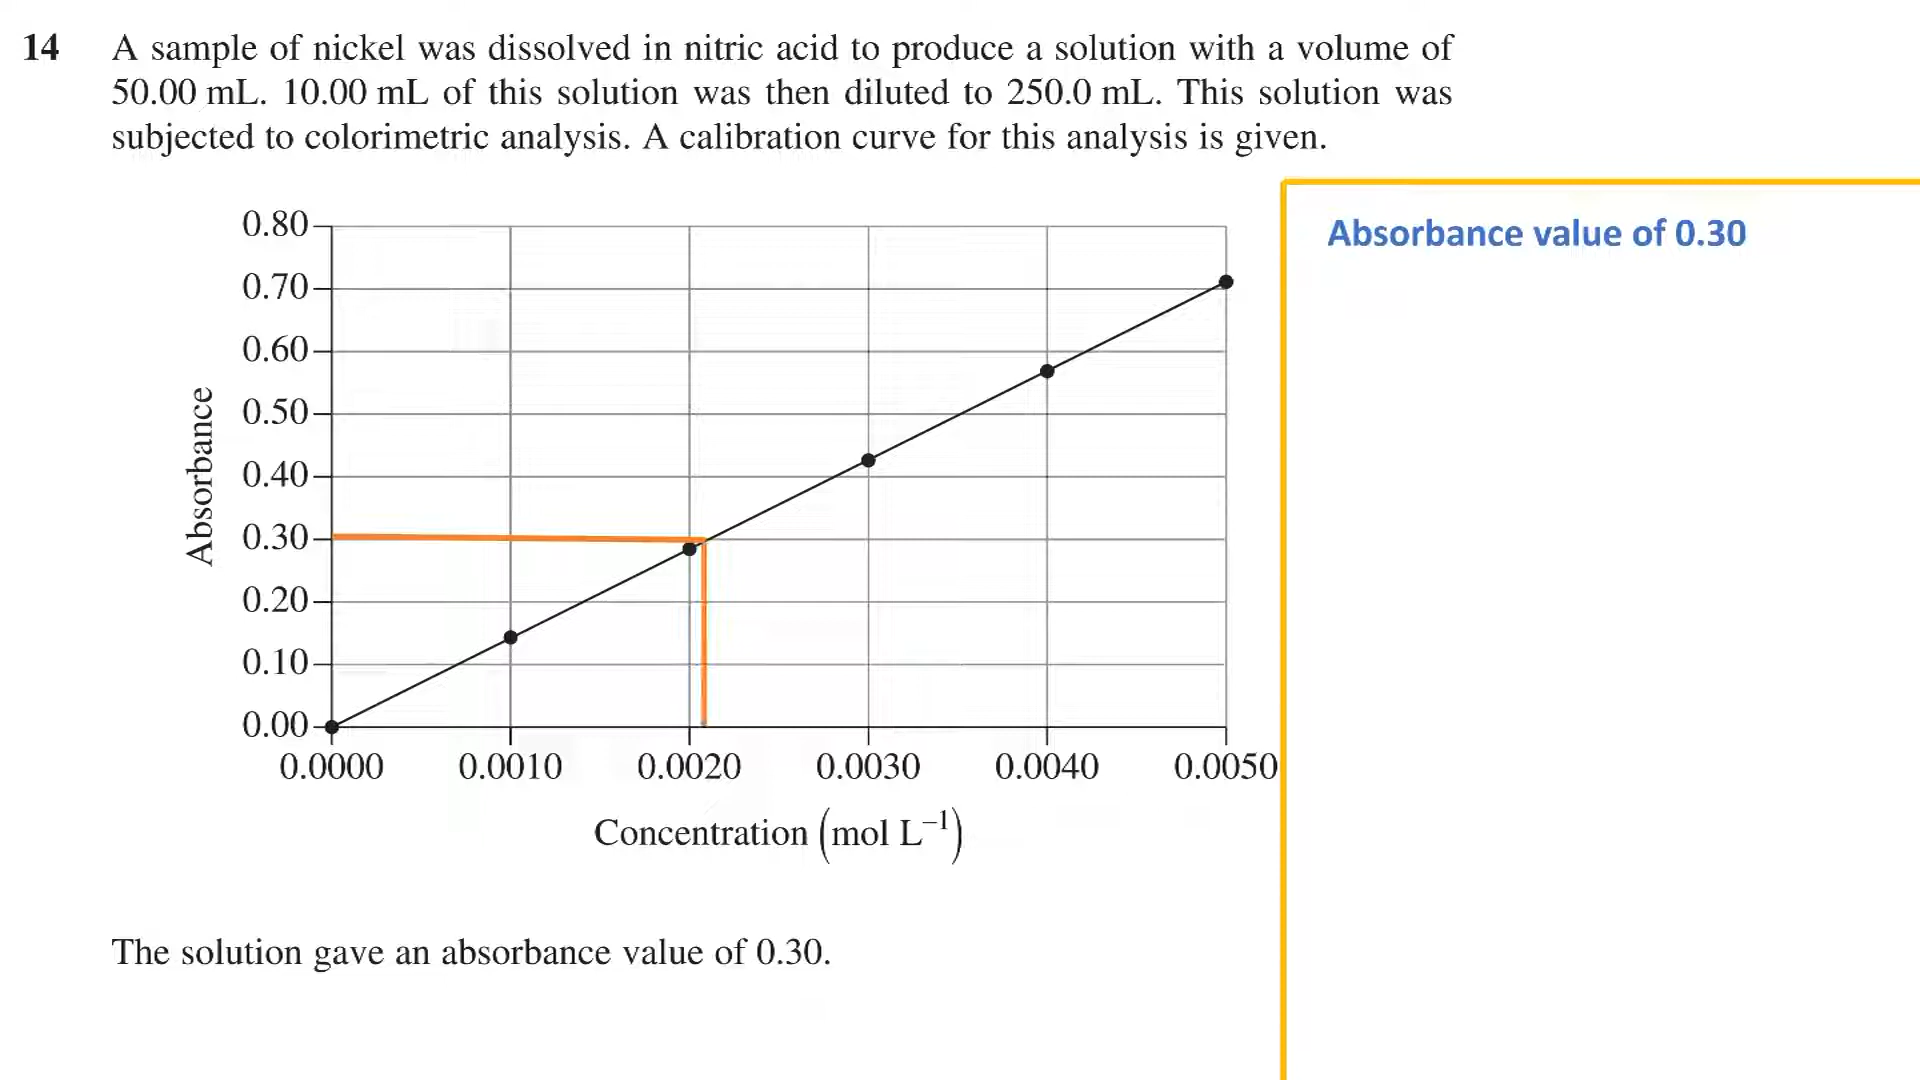 14 A sample of nickel was dissolved in nitric acid to produce a solution with a volume of
50.00 mL. 10.00 mL of this solution was then diluted to 250.0 mL. This solution was
subjected to colorimetric analysis. A calibration curve for this analysis is given.
Absorbance value of 0.30
0.80
0.70
0.60
0.50
0.40
0.30
0.20
0.10
0.00
Absorbance
0.0000 0.0010 0.0020 0.0030 0.0040 0.0050
Concentration (mol L⁻¹)
The solution gave an absorbance value of 0.30.